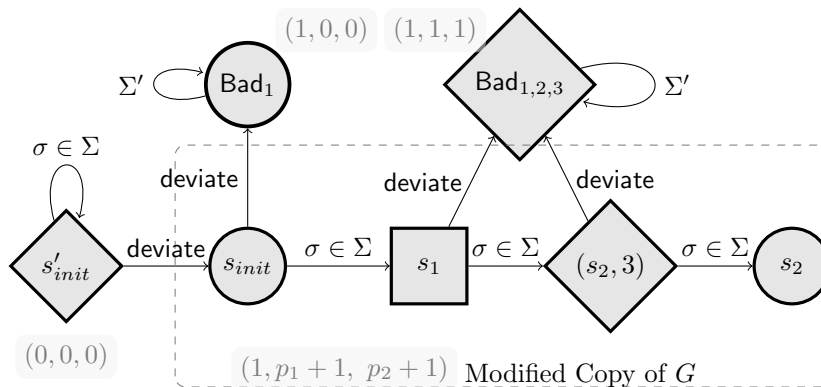 (1, 0, 0) (1, 1, 1)
Σ′ Bad₁ Bad₁,₂,₃ Σ′
σ ∈ Σ
deviate deviate deviate
s′init deviate sinit σ ∈ Σ s₁ σ ∈ Σ (s₂, 3) σ ∈ Σ s₂
(0, 0, 0)
(1, p₁ + 1, p₂ + 1) Modified Copy of G